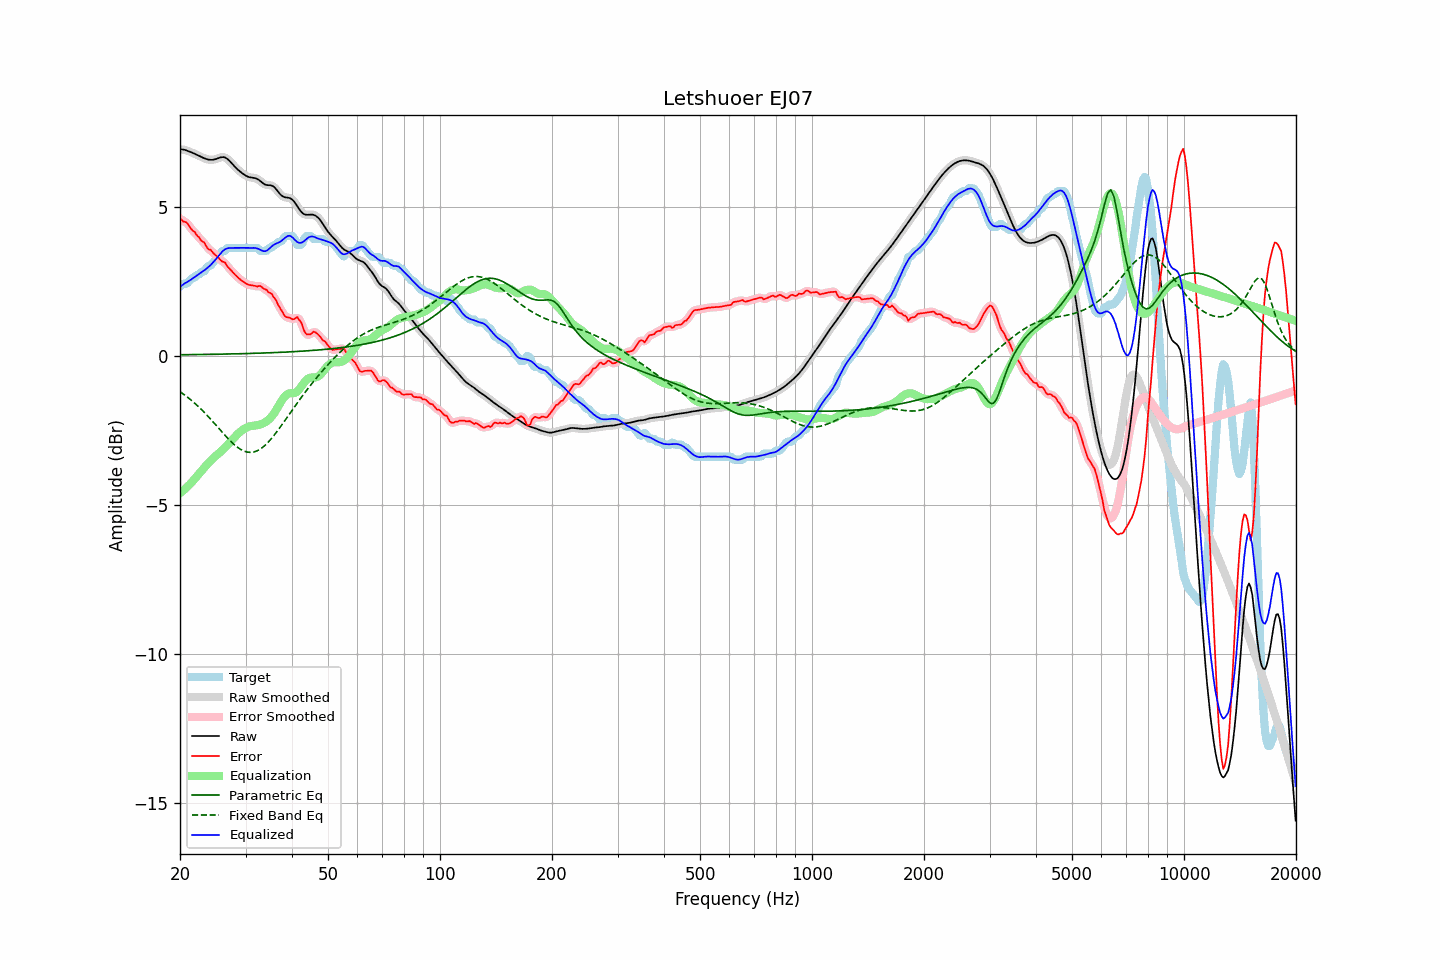 Letshuoer EJ07
Amplitude (dBr)
5
0
−5
−10
−15
Target
Raw Smoothed
Error Smoothed
Raw
Error
Equalization
Parametric Eq
Fixed Band Eq
Equalized
20 50 100 200 500 1000 2000 5000 10000 20000
Frequency (Hz)